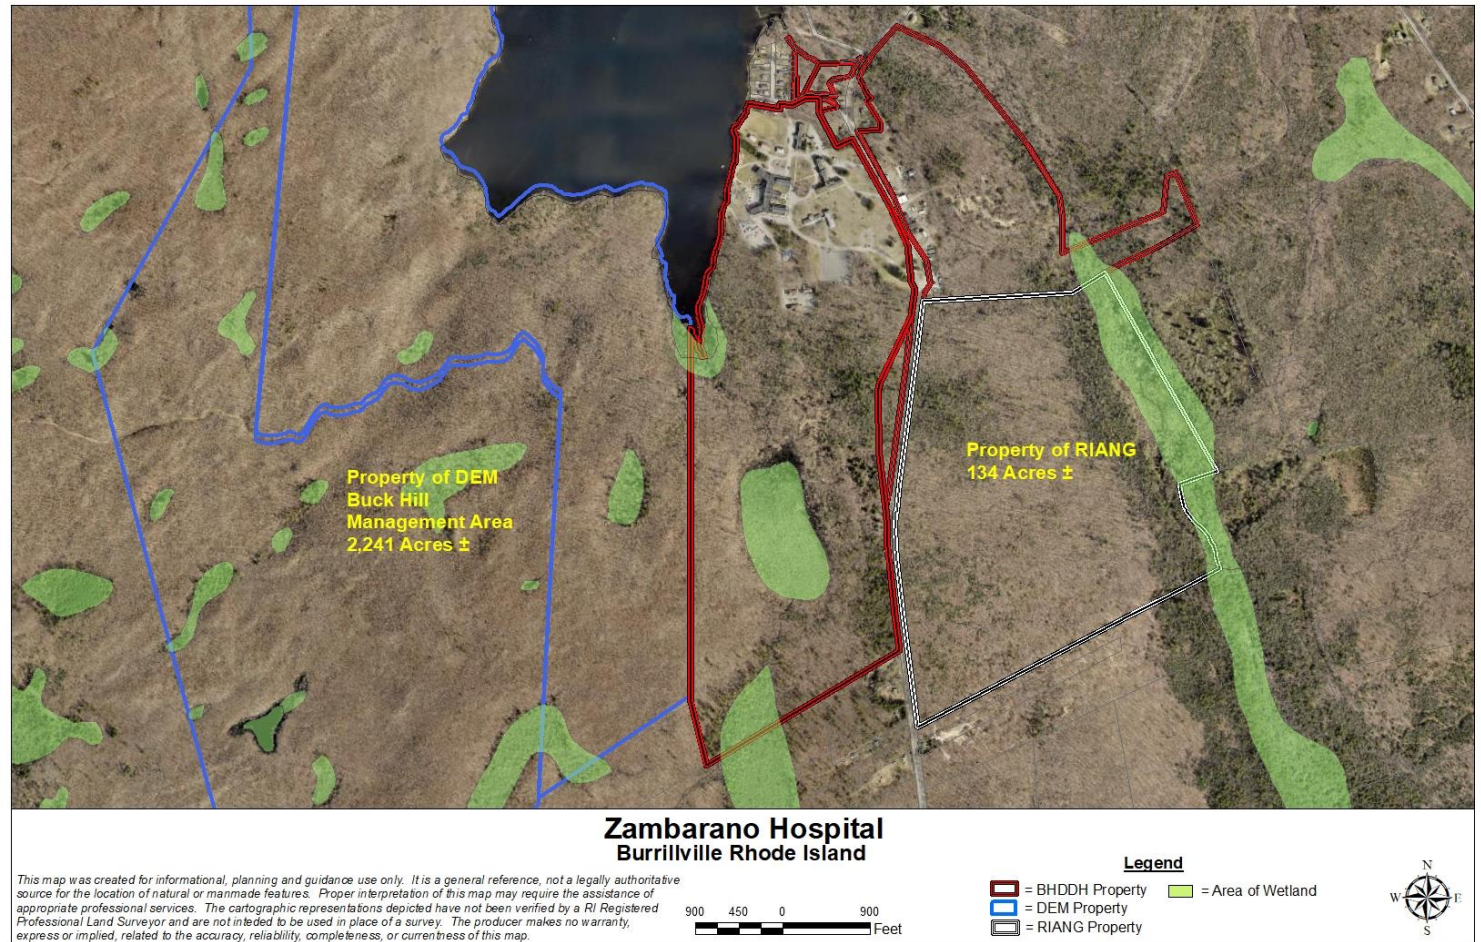 Property of RIANG
134 Acres ±
Property of DEM
Buck Hill
Management Area
2,241 Acres ±
Zambarano Hospital
Burrillville Rhode Island
This map was created for informational, planning and guidance use only. It is a general reference, not a legally authoritative
source for the location of natural or manmade features. Proper interpretation of this map may require the assistance of
appropriate professional services. The cartographic representations depicted have not been verified by a RI Registered
Professional Land Surveyor and are not inteded to be used in place of a survey. The producer makes no warranty,
express or implied, related to the accuracy, reliablility, completeness, or currentness of this map.
900 450 0 900
Feet
Legend
= BHDDH Property
= Area of Wetland
= DEM Property
= RIANG Property
N
W E
S